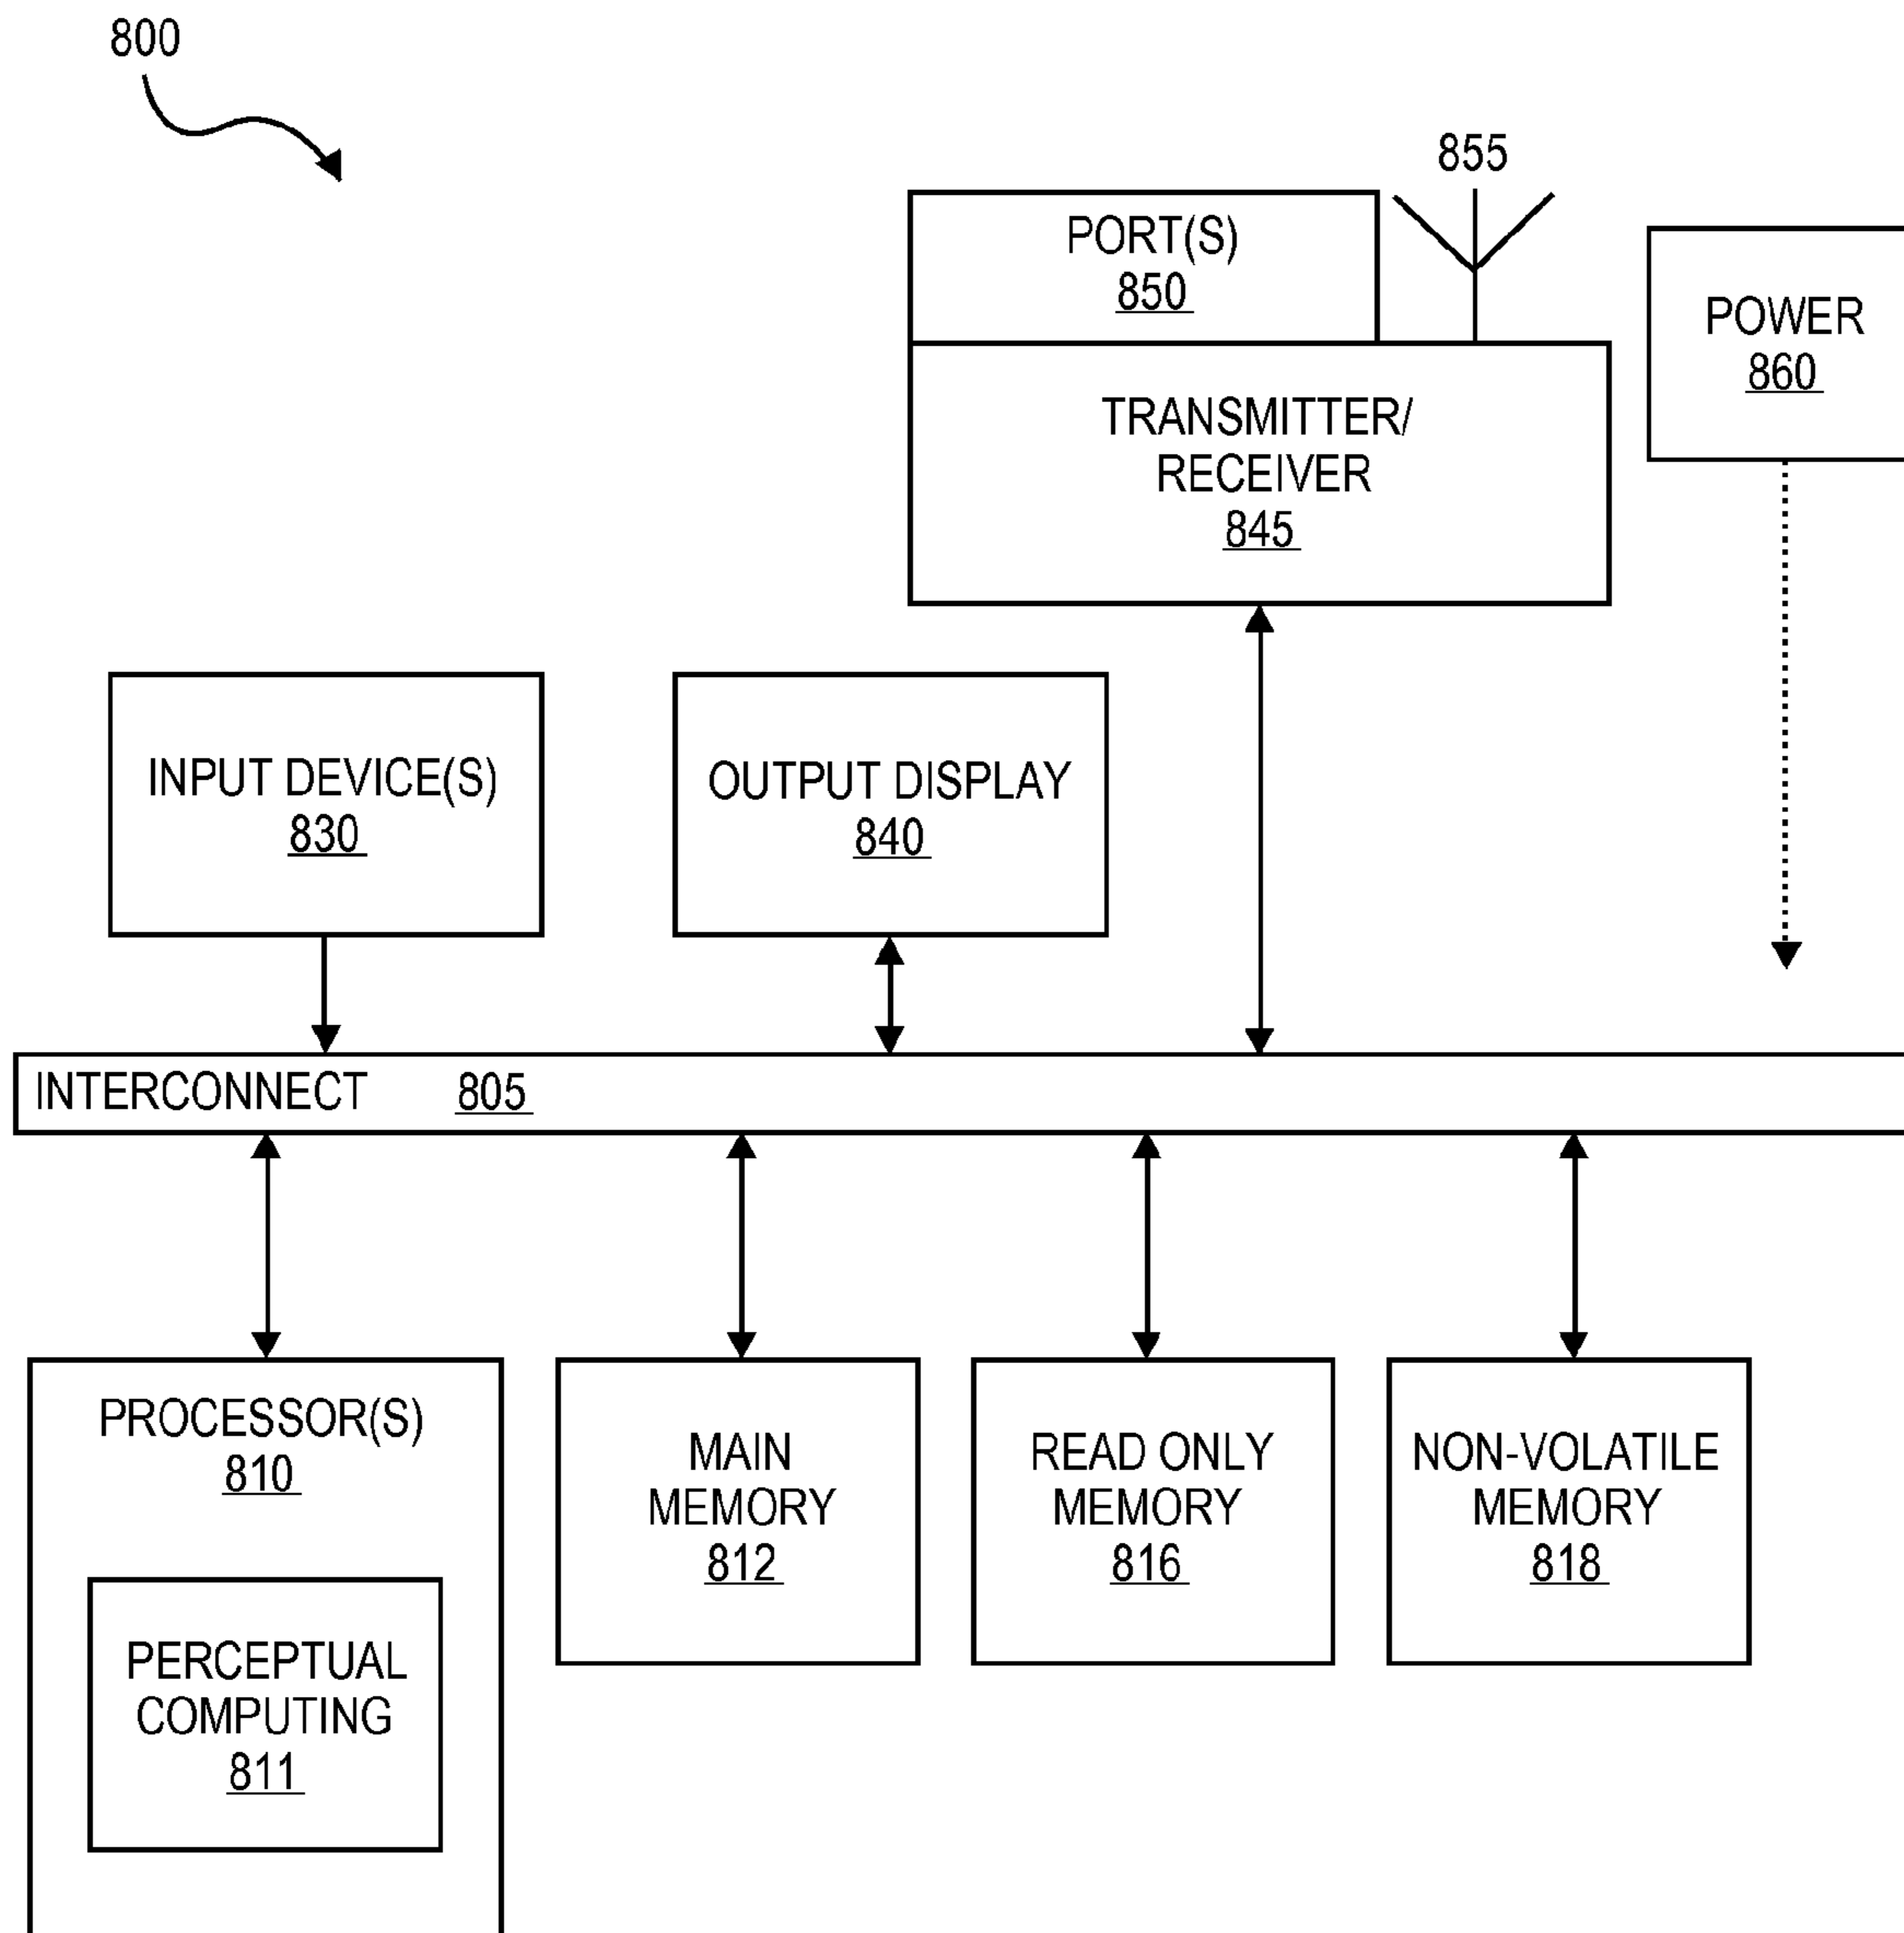 800
855
PORT(S)
850
POWER
860
TRANSMITTER/
RECEIVER
845
INPUT DEVICE(S)
830
OUTPUT DISPLAY
840
INTERCONNECT 805
PROCESSOR(S)
810
MAIN
MEMORY
812
READ ONLY
MEMORY
816
NON-VOLATILE
MEMORY
818
PERCEPTUAL
COMPUTING
811